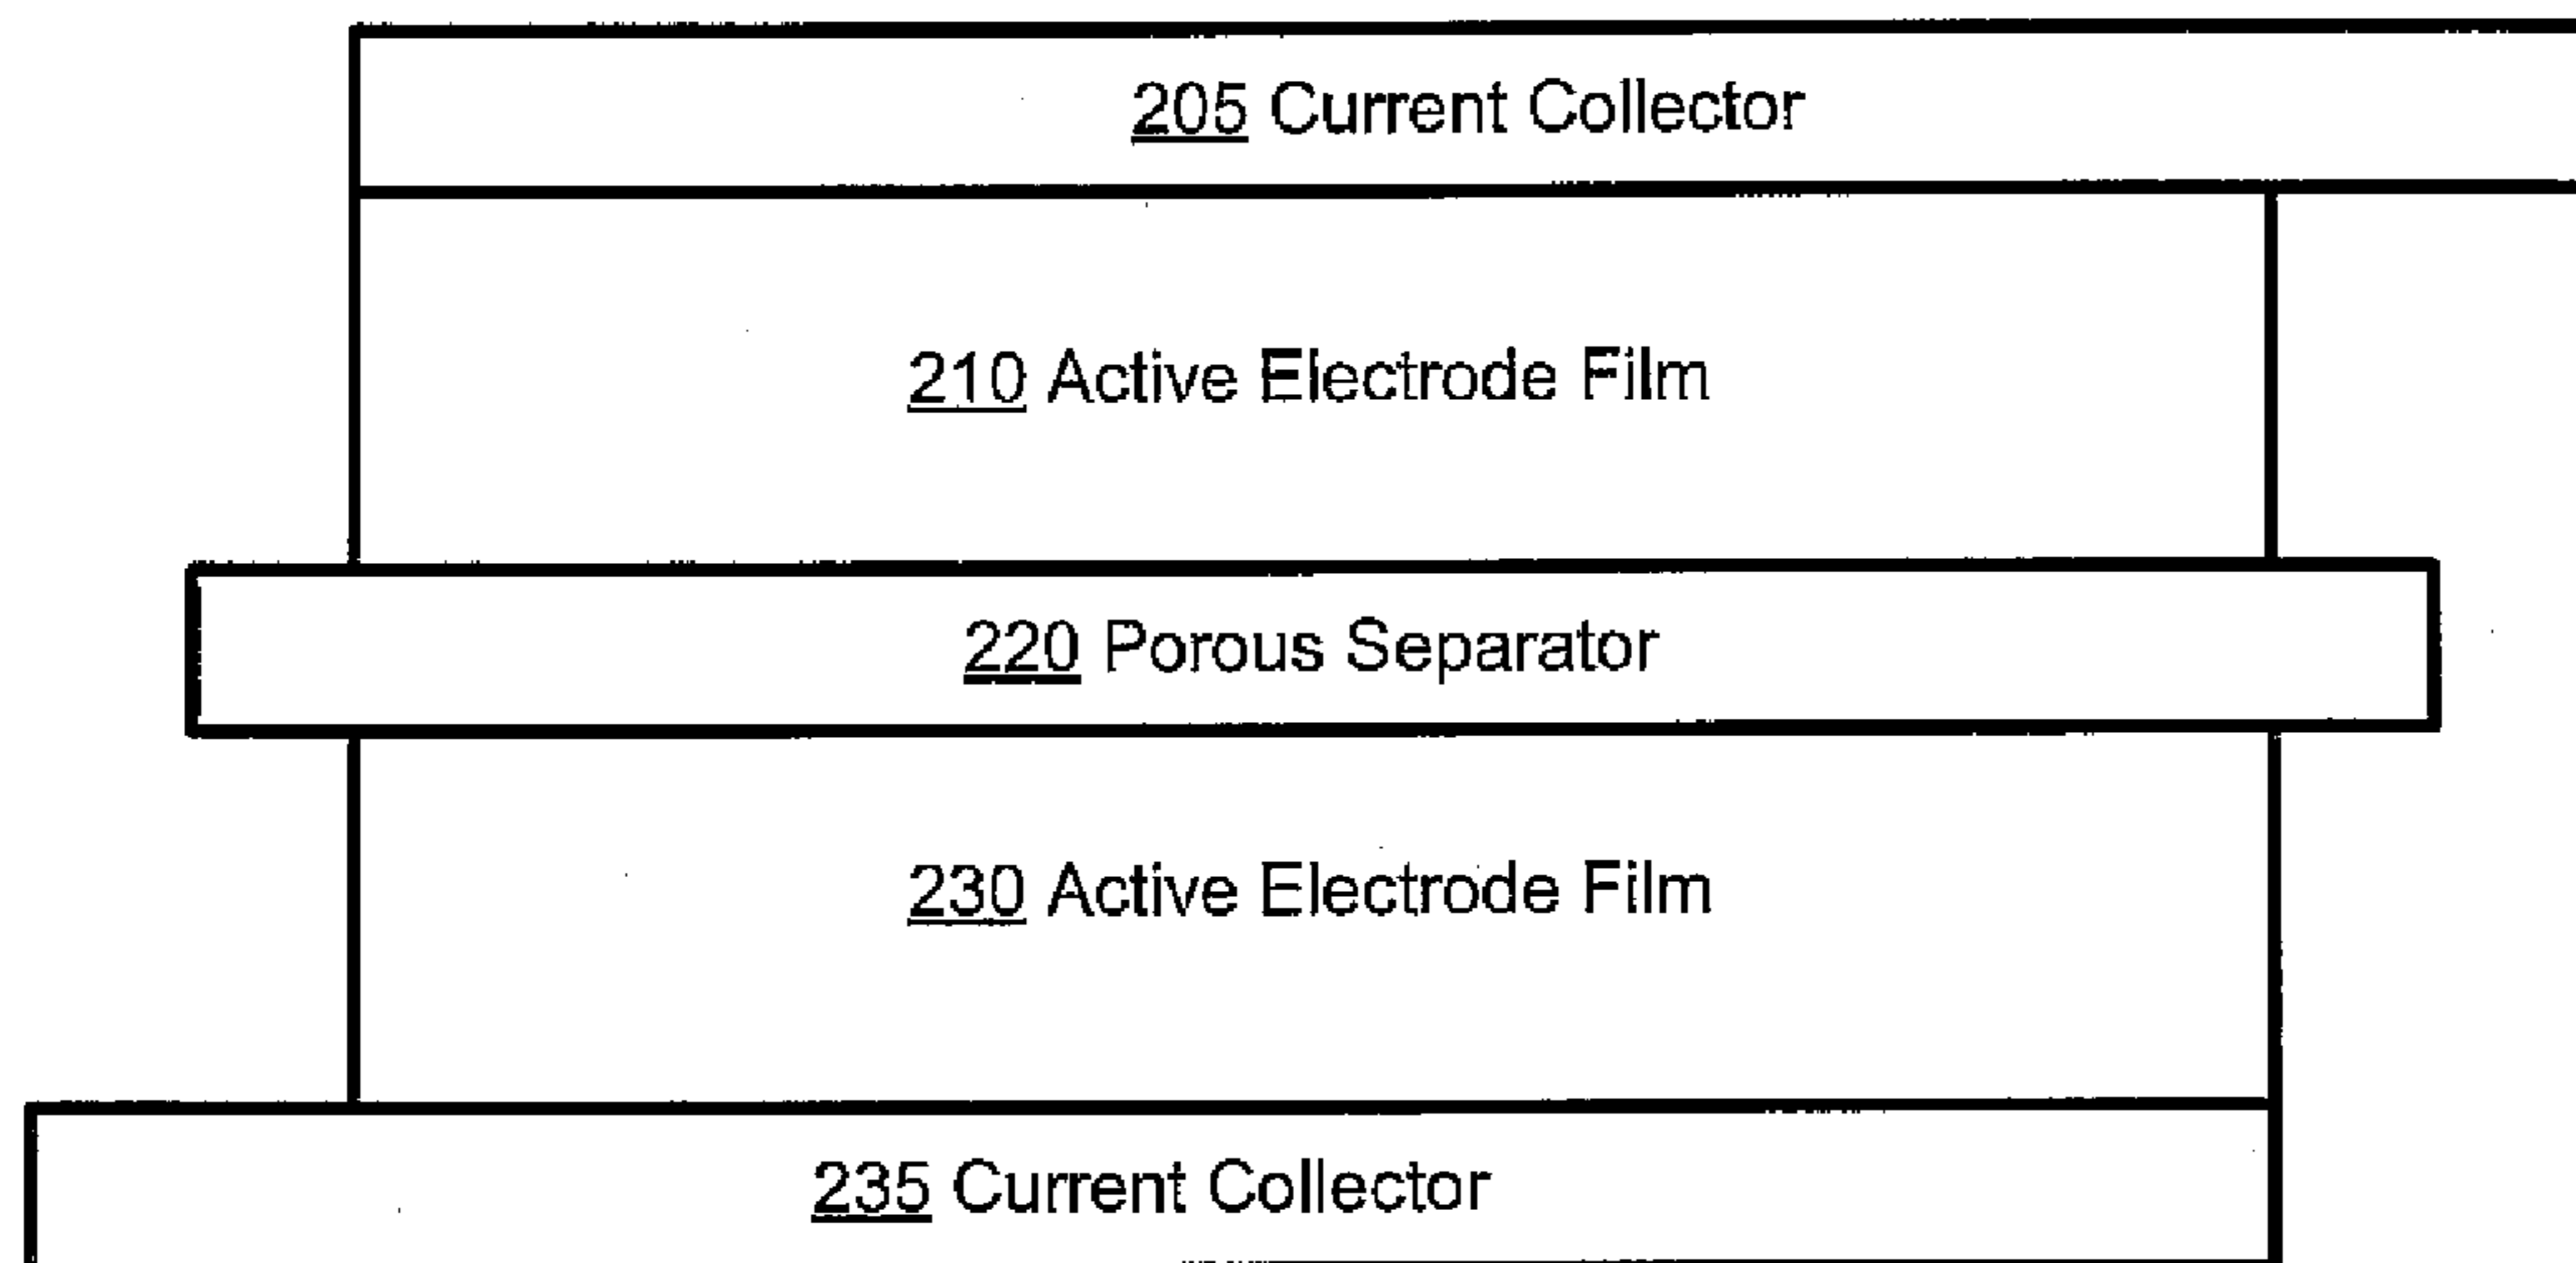 205 Current Collector
210 Active Electrode Film
220 Porous Separator
230 Active Electrode Film
235 Current Collector